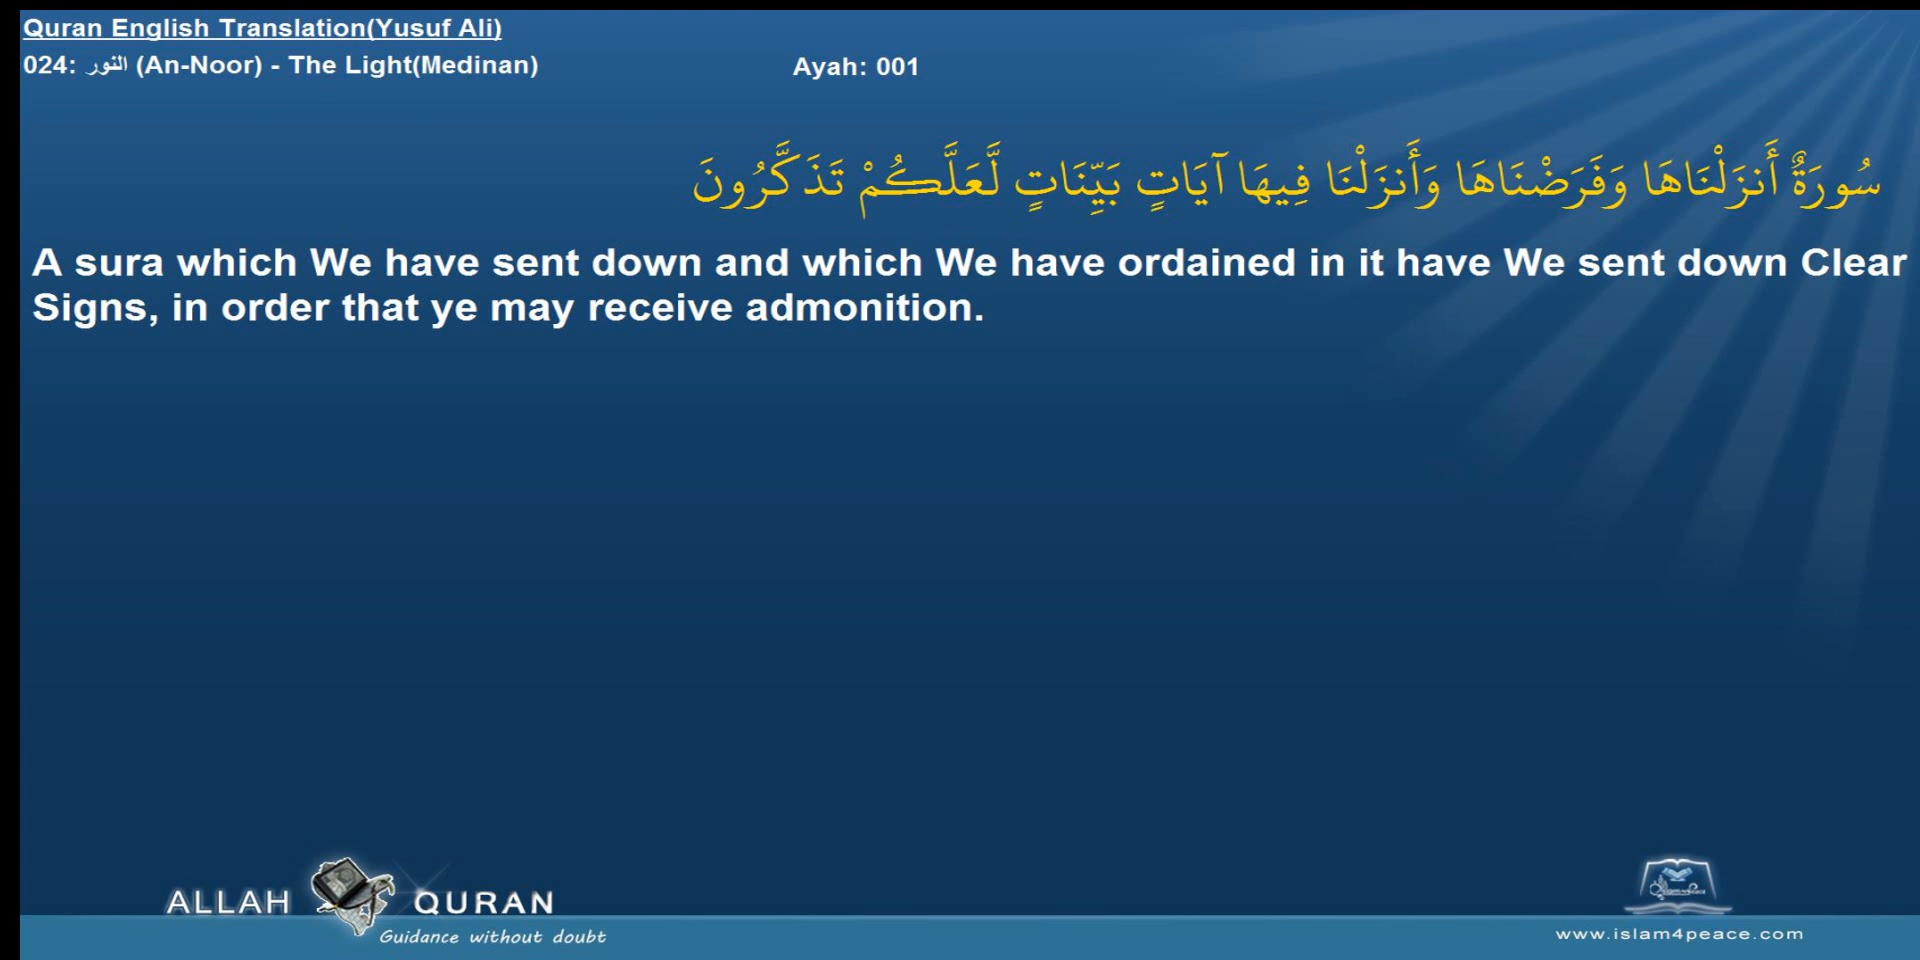 Quran English Translation(Yusuf Ali)
024: النور (An-Noor) - The Light(Medinan)
Ayah: 001
سُورَةٌ أَنزَلْنَاهَا وَفَرَضْنَاهَا وَأَنزَلْنَا فِيهَا آيَاتٍ بَيِّنَاتٍ لَّعَلَّكُمْ تَذَكَّرُونَ
A sura which We have sent down and which We have ordained in it have We sent down Clear
Signs, in order that ye may receive admonition.
ALLAH QURAN
Guidance without doubt
www.islam4peace.com